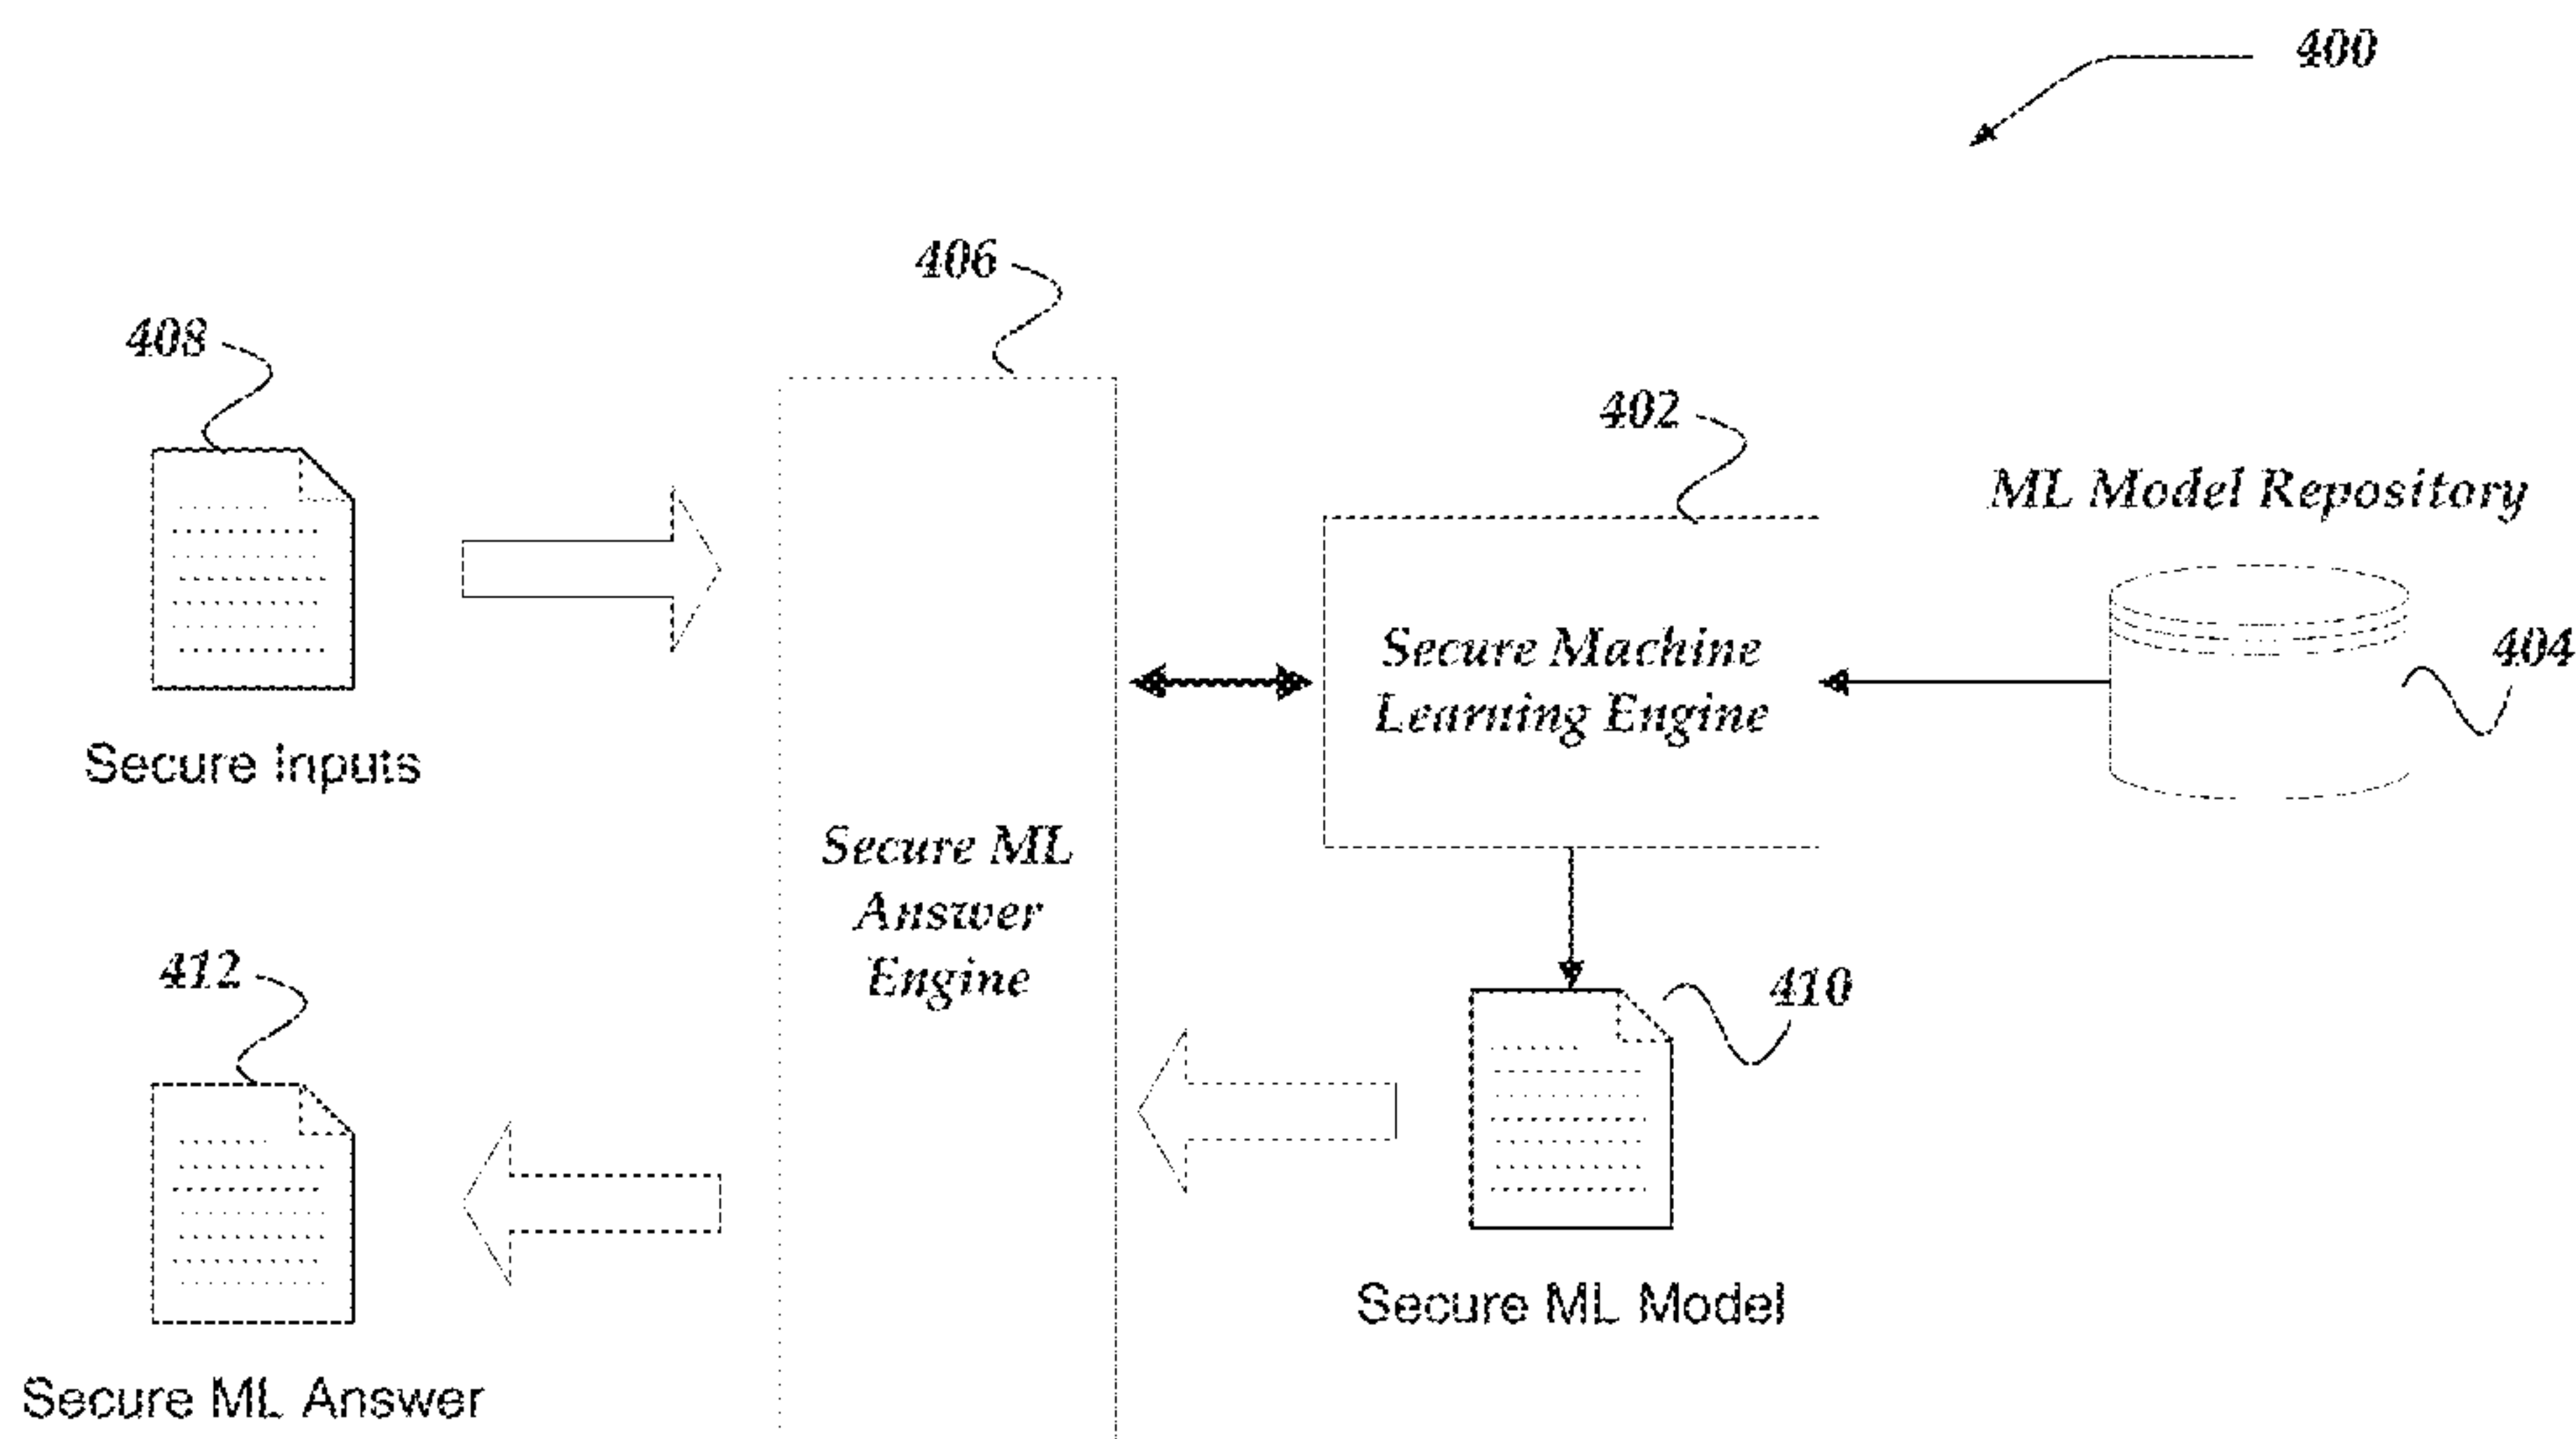 400
406
408
402
ML Model Repository
404
Secure Machine
Learning Engine
Secure Inputs
Secure ML
Answer
Engine
412
410
Secure ML Model
Secure ML Answer